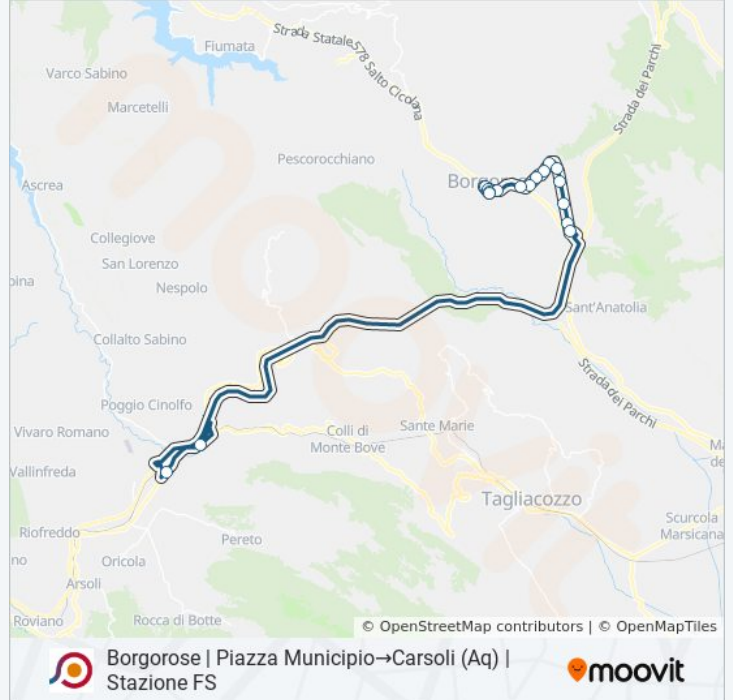 Fiumata
Strada Statale 578 Salto Cicolana
Varco Sabino
Marcetelli
Strada dei Parchi
Pescorocchiano
Ascrea
Borgo
Collegiove
San Lorenzo
Nespolo
Sant'Anatolia
Collalto Sabino
Strada dei Parchi
Poggio Cinolfo
Vivaro Romano
Colli di
Monte Bove
Sante Marie
Vallinfreda
Tagliacozzo
Scurcola
Marsicana
Riofreddo
Pereto
Oricola
Arsoli
Roviano
Rocca di Botte
moovit
© OpenStreetMap contributors | © OpenMapTiles
Borgorose | Piazza Municipio→Carsoli (Aq) |
Stazione FS
moovit